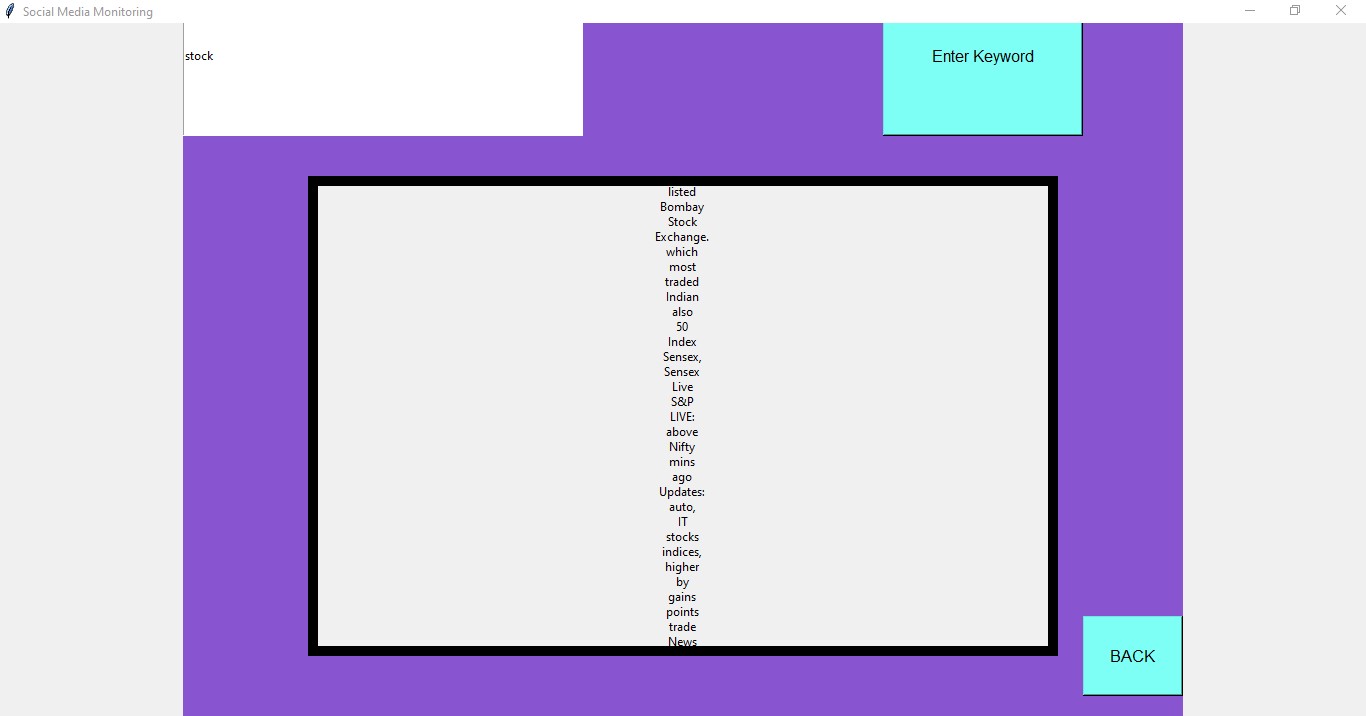 Social Media Monitoring
stock
Enter Keyword
listed
Bombay
Stock
Exchange.
which
most
traded
Indian
also
50
Index
Sensex,
Sensex
Live
S&P
LIVE:
above
Nifty
mins
ago
Updates:
auto,
IT
stocks
indices,
higher
by
gains
points
trade
News
BACK